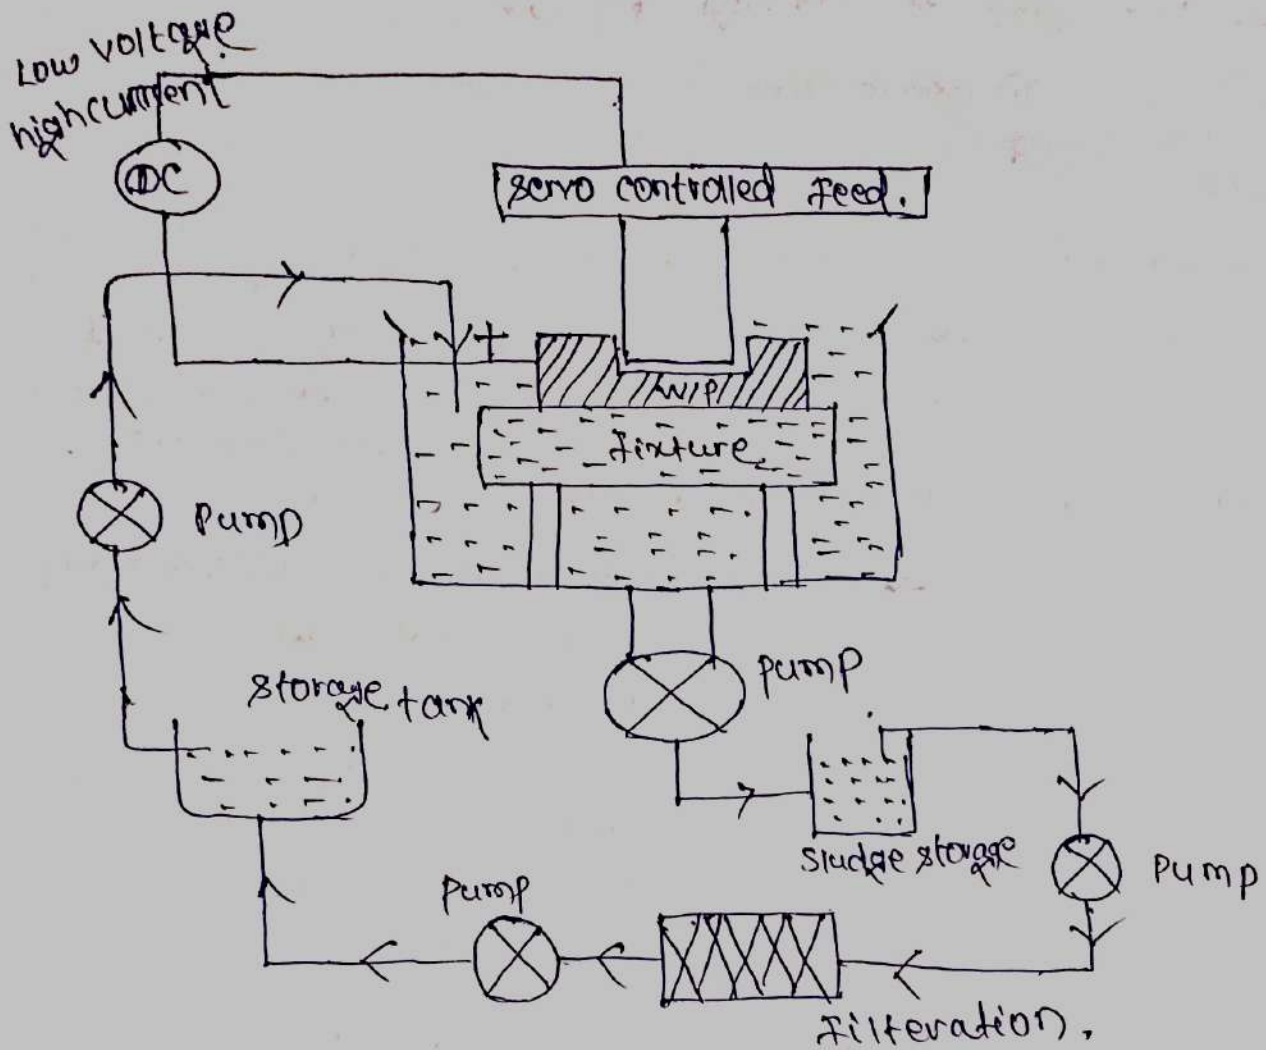 Low voltage
high current
DC
servo controlled feed.
+
W/P
fixture
Pump
Pump
storage tank
sludge storage
Pump
Pump
Filteration.